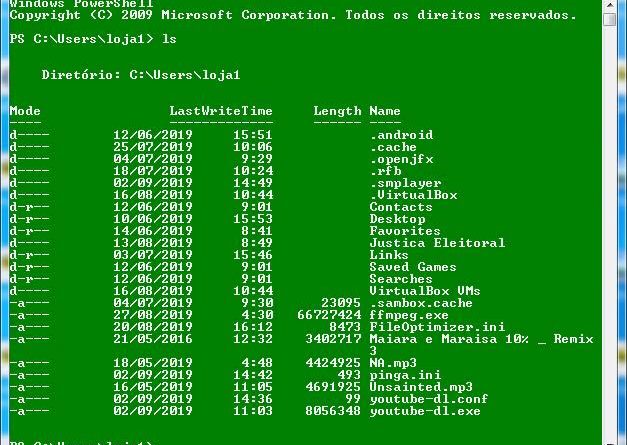 Windows PowerShell
Copyright (C) 2009 Microsoft Corporation. Todos os direitos reservados.
PS C:\Users\loja1> ls
Diretório: C:\Users\loja1
Mode LastWriteTime Length Name
---- ------------- ------ ----
d---- 12/06/2019 15:51 .android
d---- 25/07/2019 10:06 .cache
d---- 04/07/2019 9:29 .openjfx
d---- 18/07/2019 10:24 .rfb
d---- 02/09/2019 14:49 .smplayer
d---- 16/08/2019 10:44 .VirtualBox
d-r-- 12/06/2019 9:01 Contacts
d-r-- 10/06/2019 15:53 Desktop
d-r-- 14/06/2019 8:41 Favorites
d---- 13/08/2019 8:49 Justica Eleitoral
d-r-- 03/07/2019 15:46 Links
d-r-- 12/06/2019 9:01 Saved Games
d-r-- 12/06/2019 9:01 Searches
d---- 16/08/2019 10:44 VirtualBox VMs
-a--- 04/07/2019 9:30 23095 .sambox.cache
-a--- 27/08/2019 4:30 66727424 ffmpeg.exe
-a--- 20/08/2019 16:12 8473 FileOptimizer.ini
-a--- 21/05/2016 12:32 3402717 Maiara e Maraisa 10% _ Remix
3
-a--- 18/05/2019 4:48 4424925 NA.mp3
-a--- 02/09/2019 14:42 493 pinga.ini
-a--- 16/05/2019 11:05 4691925 Unsainted.mp3
-a--- 02/09/2019 14:36 99 youtube-dl.conf
-a--- 02/09/2019 11:03 8056348 youtube-dl.exe
PS C:\Users\loja1>